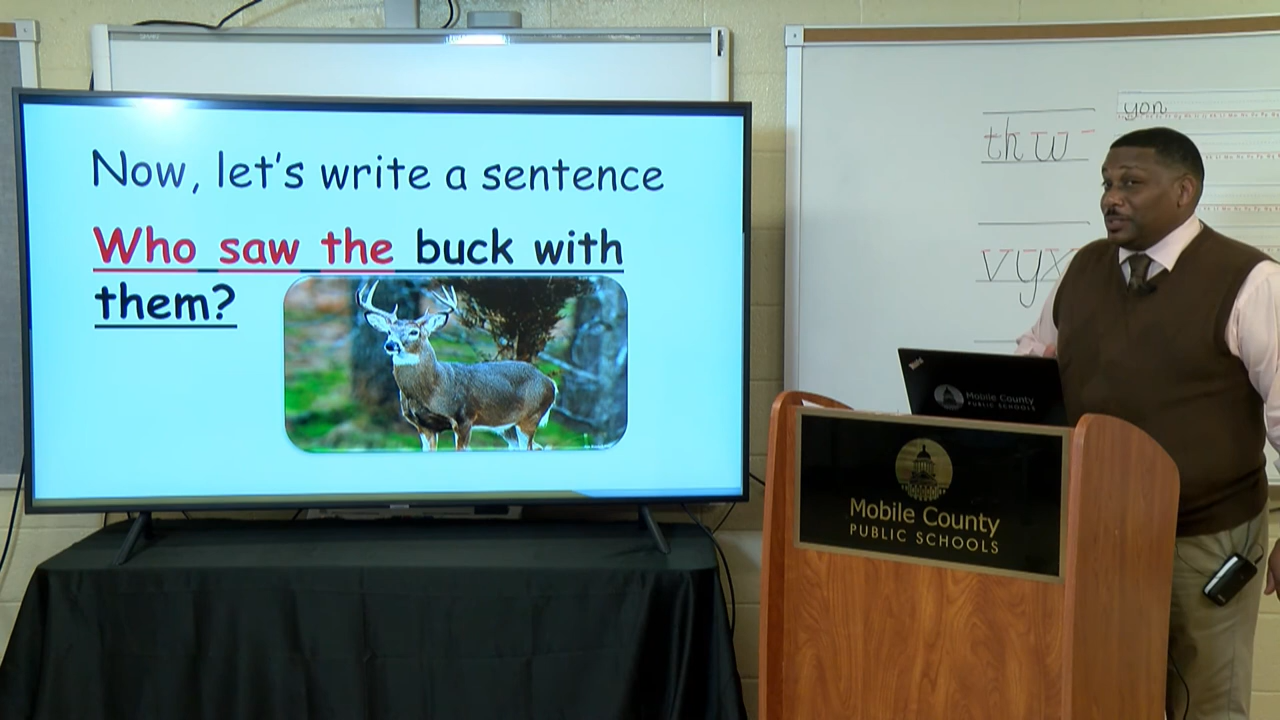 Now, let's write a sentence
Who saw the buck with
them?
yon
th w
vyx
Mobile County
PUBLIC SCHOOLS
Mobile County
PUBLIC SCHOOLS